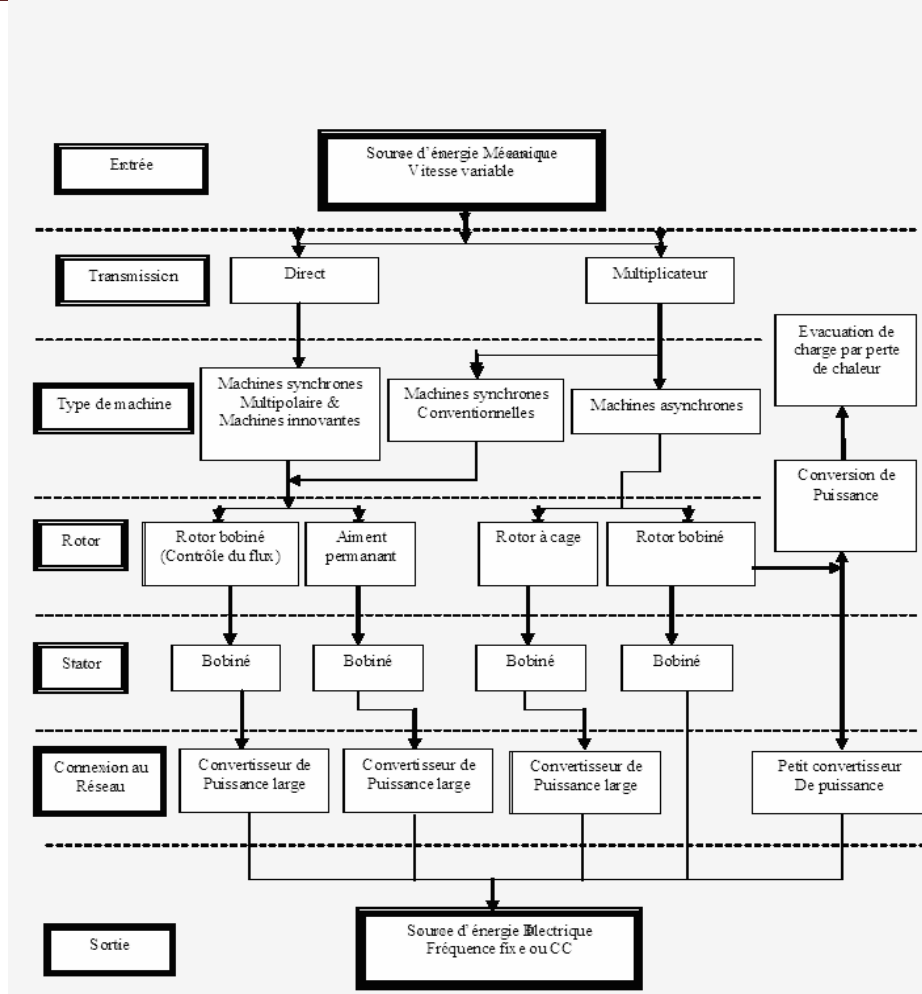 Entrée
Source d'énergie Mécanique
Vitesse variable
Transmission
Direct
Multiplicateur
Evacuation de
charge par perte
de chaleur
Type de machine
Machines synchrones
Multipolaire &
Machines innovantes
Machines synchrones
Conventionnelles
Machines asynchrones
Conversion de
Puissance
Rotor
Rotor bobiné
(Contrôle du flux)
Aiment
permanant
Rotor à cage
Rotor bobiné
Stator
Bobiné
Bobiné
Bobiné
Bobiné
Connexion au
Réseau
Convertisseur de
Puissance large
Convertisseur de
Puissance large
Convertisseur de
Puissance large
Petit convertisseur
De puissance
Sortie
Source d'énergie Electrique
Fréquence fixe ou CC